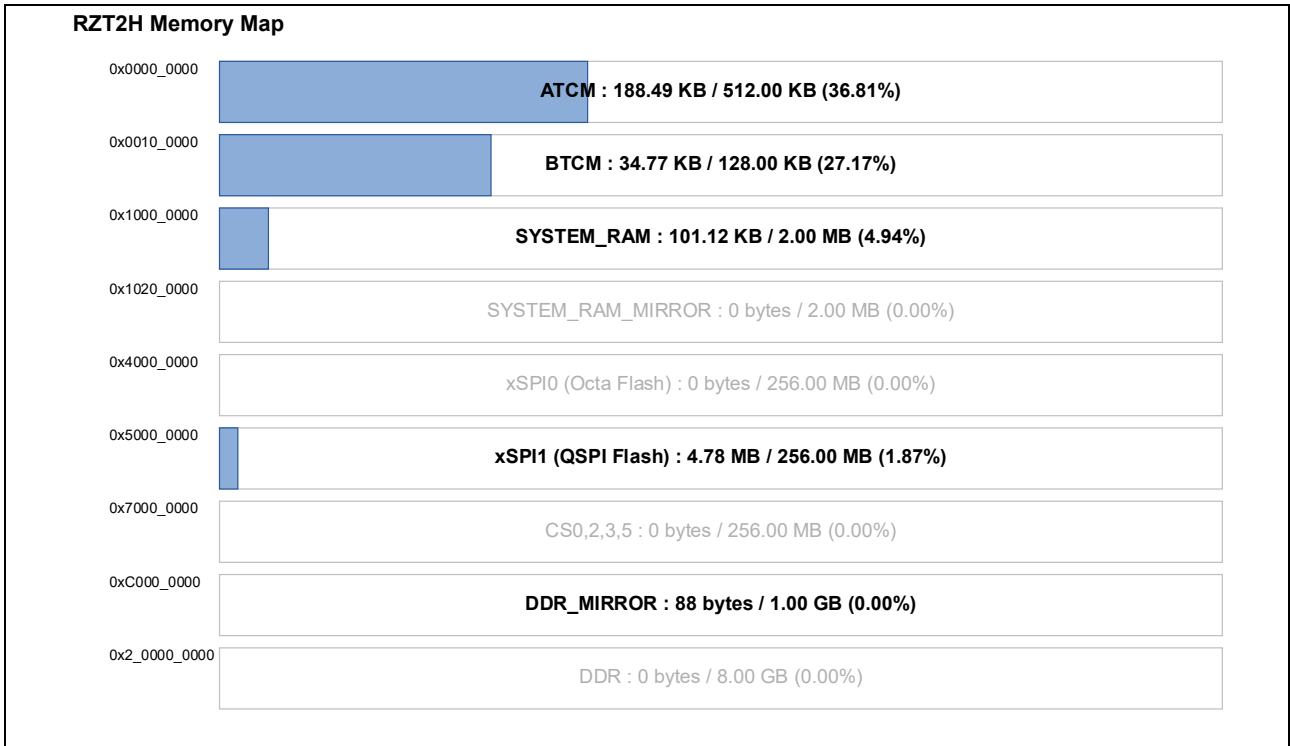 RZT2H Memory Map
0x0000_0000
ATCM : 188.49 KB / 512.00 KB (36.81%)
0x0010_0000
BTCM : 34.77 KB / 128.00 KB (27.17%)
0x1000_0000
SYSTEM_RAM : 101.12 KB / 2.00 MB (4.94%)
0x1020_0000
SYSTEM_RAM_MIRROR : 0 bytes / 2.00 MB (0.00%)
0x4000_0000
xSPI0 (Octa Flash) : 0 bytes / 256.00 MB (0.00%)
0x5000_0000
xSPI1 (QSPI Flash) : 4.78 MB / 256.00 MB (1.87%)
0x7000_0000
CS0,2,3,5 : 0 bytes / 256.00 MB (0.00%)
0xC000_0000
DDR_MIRROR : 88 bytes / 1.00 GB (0.00%)
0x2_0000_0000
DDR : 0 bytes / 8.00 GB (0.00%)